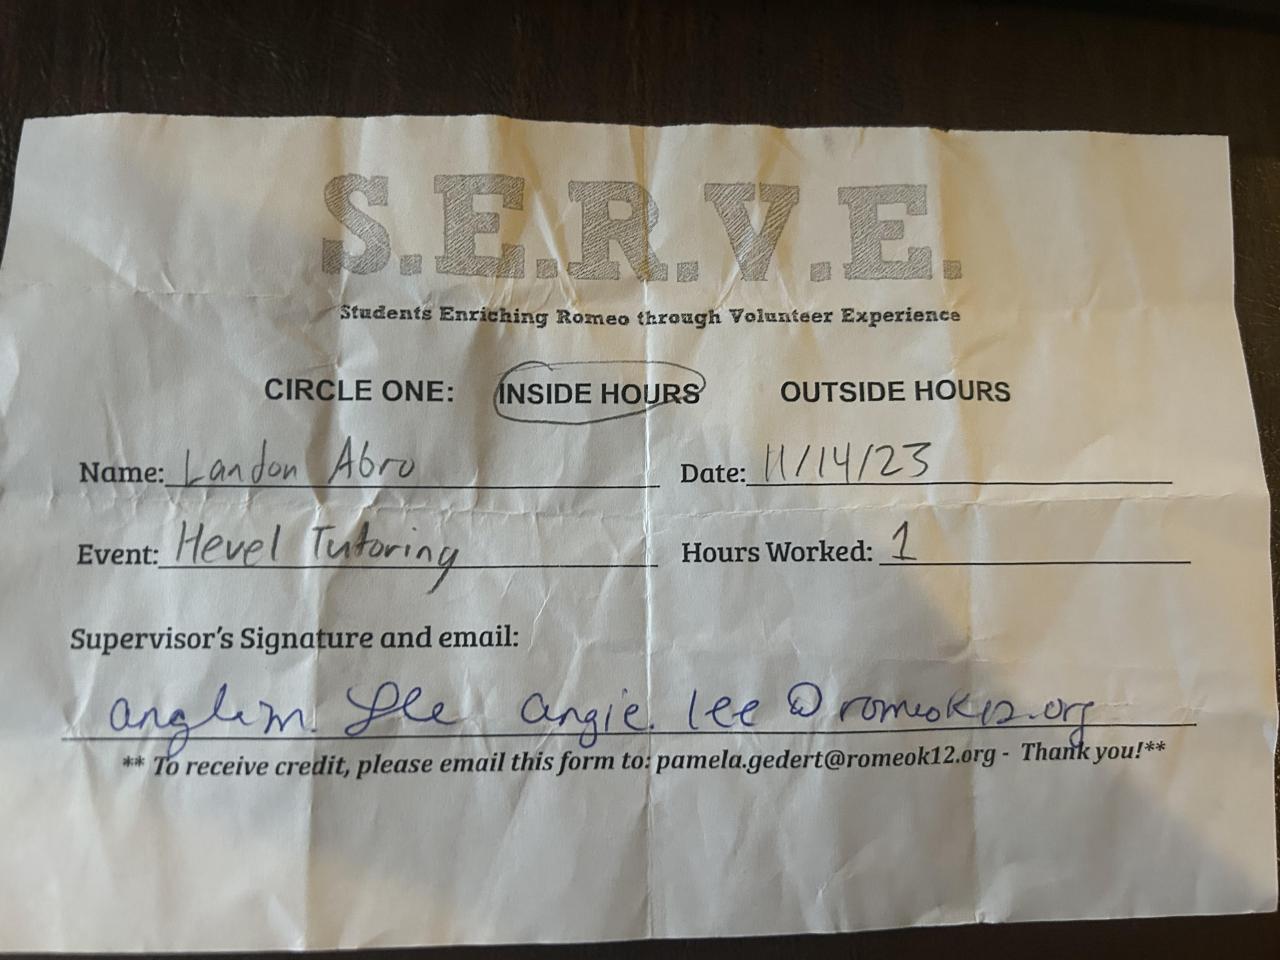 S.E.R.V.E.
Students Enriching Romeo through Volunteer Experience
CIRCLE ONE: INSIDE HOURS OUTSIDE HOURS
Name: Landon Abro Date: 11/14/23
Event: Hevel Tutoring Hours Worked: 1
Supervisor's Signature and email:
Lee angie.lee@romeok12.org
** To receive credit, please email this form to: pamela.gedert@romeok12.org - Thank you!**